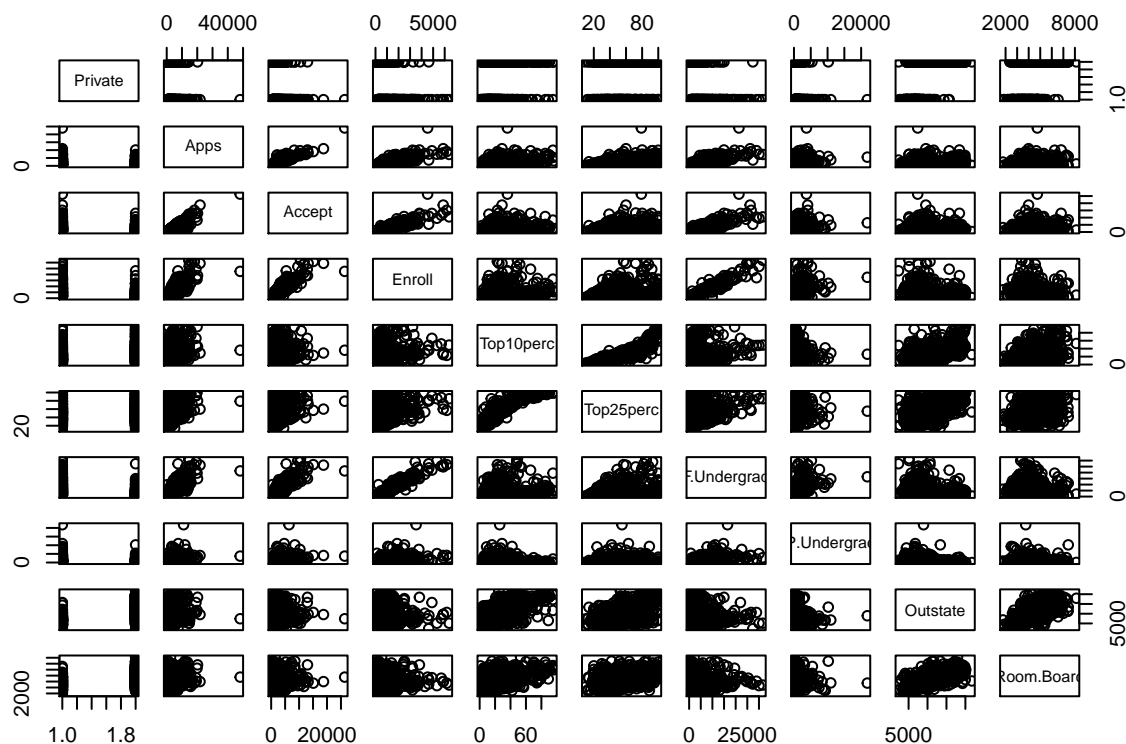 0 40000 0 5000 20 80 0 20000 2000 8000
Private
1.0
Apps
0
Accept
0
Enroll
0
Top10perc
0
Top25perc
20
F.Undergrad
0
P.Undergrad
0
Outstate
5000
Room.Board
2000
1.0 1.8 0 20000 0 60 0 25000 5000